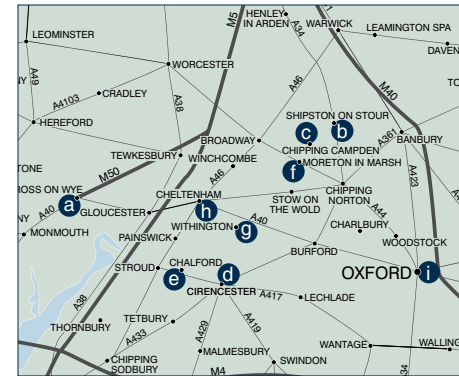 HENLEY
IN ARDEN
M5
A34
WARWICK
LEAMINGTON SPA
LEOMINSTER
DAVEN
WORCESTER
A46
A49
A38
M40
A4103
CRADLEY
SHIPSTON ON STOUR
HEREFORD
c
b
A361
BROADWAY
CHIPPING CAMPDEN
BANBURY
TEWKESBURY
WINCHCOMBE
f
MORETON IN MARSH
TONE
M50
A46
A423
ROSS ON WYE
CHELTENHAM
STOW ON
THE WOLD
CHIPPING
NORTON
a
A40
GLOUCESTER
h
A44
WITHINGTON
g
A40
CHARLBURY
MONMOUTH
PAINSWICK
WOODSTOCK
BURFORD
STROUD
CHALFORD
d
OXFORD
i
e
CIRENCESTER
A417
LECHLADE
A38
THORNBURY
TETBURY
A433
A429
A419
WANTAGE
WALLING
CHIPPING
SODBURY
MALMESBURY
SWINDON
M4